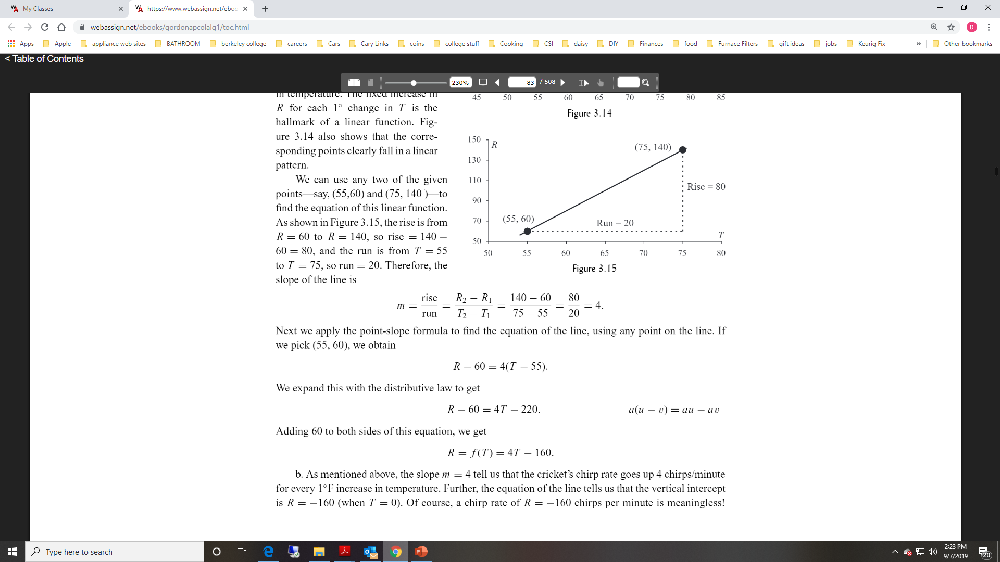 My Classes
https://www.webassign.net/eboo
webassign.net/ebooks/gordonapcolalg1/toc.html
D
Apps Apple appliance web sites BATHROOM berkeley college careers Cars Cary Links coins college stuff Cooking CSI daisy DIY Finances food Furnace Filters gift ideas jobs Keurig Fix » Other bookmarks
< Table of Contents
230% 83 / 508
in temperature. The fixed increase in
R for each 1° change in T is the
hallmark of a linear function. Fig-
ure 3.14 also shows that the corre-
sponding points clearly fall in a linear
pattern.
We can use any two of the given
points—say, (55,60) and (75, 140 )—to
find the equation of this linear function.
As shown in Figure 3.15, the rise is from
R = 60 to R = 140, so rise = 140 –
60 = 80, and the run is from T = 55
to T = 75, so run = 20. Therefore, the
slope of the line is
45 50 55 60 65 70 75 80 85
Figure 3.14
150
130
110
90
70
50
R
(75, 140)
Rise = 80
(55, 60)
Run = 20
T
50 55 60 65 70 75 80
Figure 3.15
m = rise/run = (R₂ – R₁)/(T₂ – T₁) = (140 – 60)/(75 – 55) = 80/20 = 4.
Next we apply the point-slope formula to find the equation of the line, using any point on the line. If
we pick (55, 60), we obtain
R – 60 = 4(T – 55).
We expand this with the distributive law to get
R – 60 = 4T – 220. a(u – v) = au – av
Adding 60 to both sides of this equation, we get
R = f(T) = 4T – 160.
b. As mentioned above, the slope m = 4 tell us that the cricket's chirp rate goes up 4 chirps/minute
for every 1°F increase in temperature. Further, the equation of the line tells us that the vertical intercept
is R = –160 (when T = 0). Of course, a chirp rate of R = –160 chirps per minute is meaningless!
Type here to search
2:23 PM
9/7/2019
20